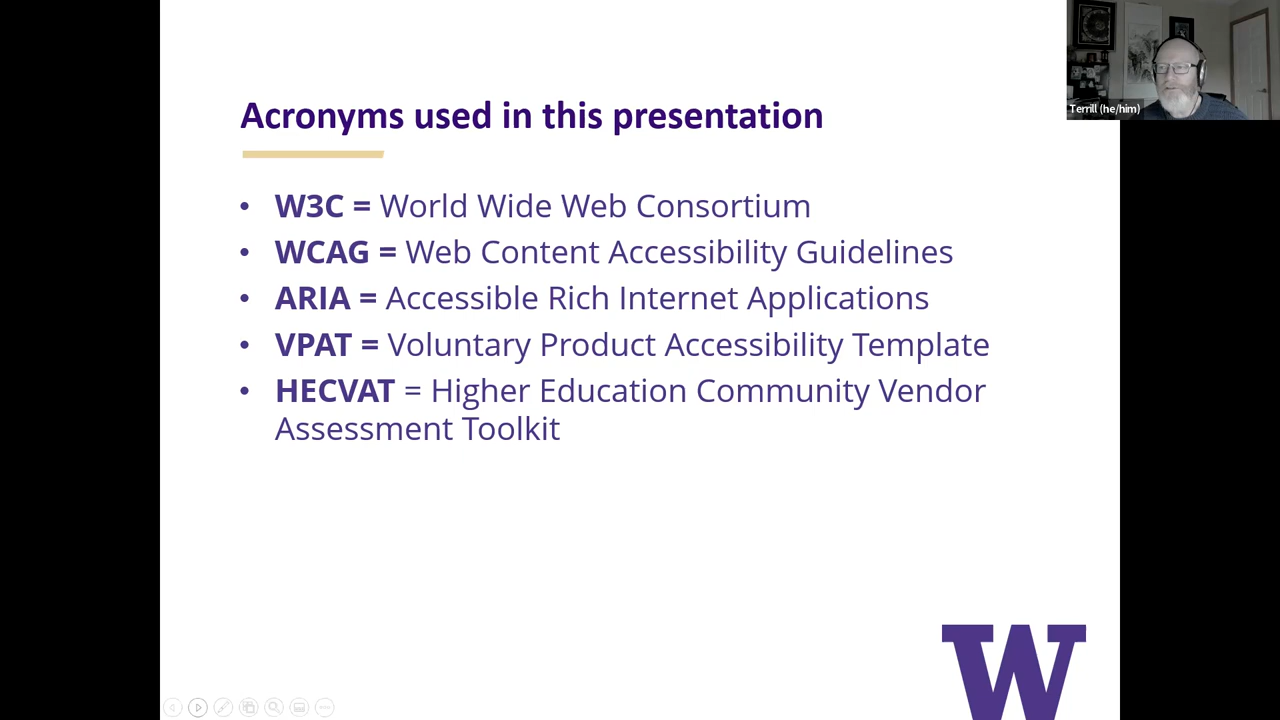 Acronyms used in this presentation
• W3C = World Wide Web Consortium
• WCAG = Web Content Accessibility Guidelines
• ARIA = Accessible Rich Internet Applications
• VPAT = Voluntary Product Accessibility Template
• HECVAT = Higher Education Community Vendor
Assessment Toolkit
Terrill (he/him)
W